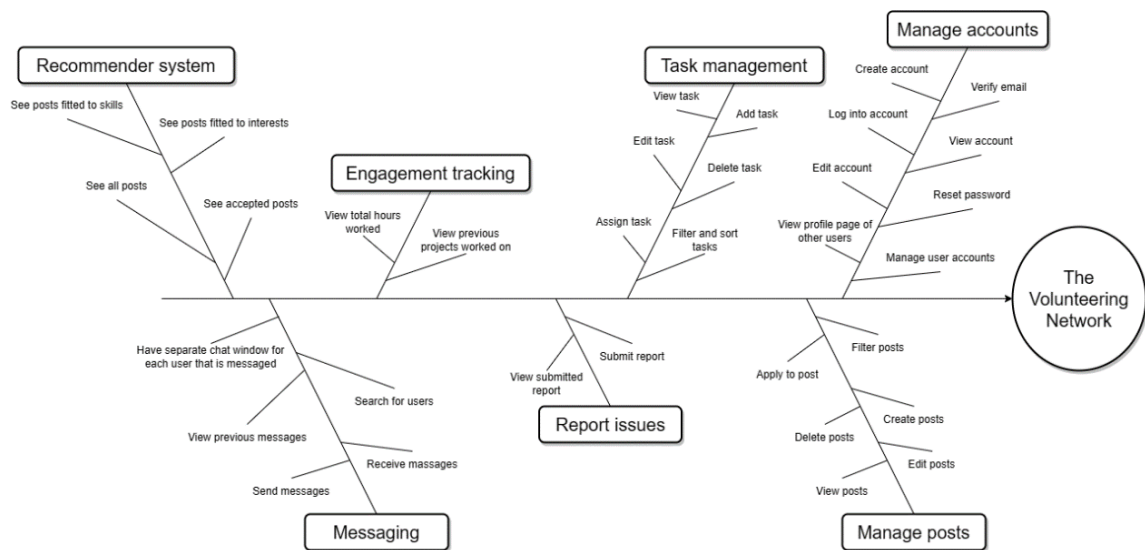 Manage accounts
Recommender system
Task management
Create account
Verify email
View task
Add task
See posts fitted to skills
See posts fitted to interests
Log into account
View account
Edit task
Engagement tracking
Delete task
Edit account
See all posts
Reset password
See accepted posts
View total hours
worked
View previous
projects worked on
Assign task
Filter and sort
tasks
View profile page of
other users
Manage user accounts
The
Volunteering
Network
Have separate chat window for
each user that is messaged
Submit report
Filter posts
View submitted
report
Apply to post
Search for users
Report issues
Create posts
View previous messages
Delete posts
Receive massages
Edit posts
Send messages
View posts
Messaging
Manage posts